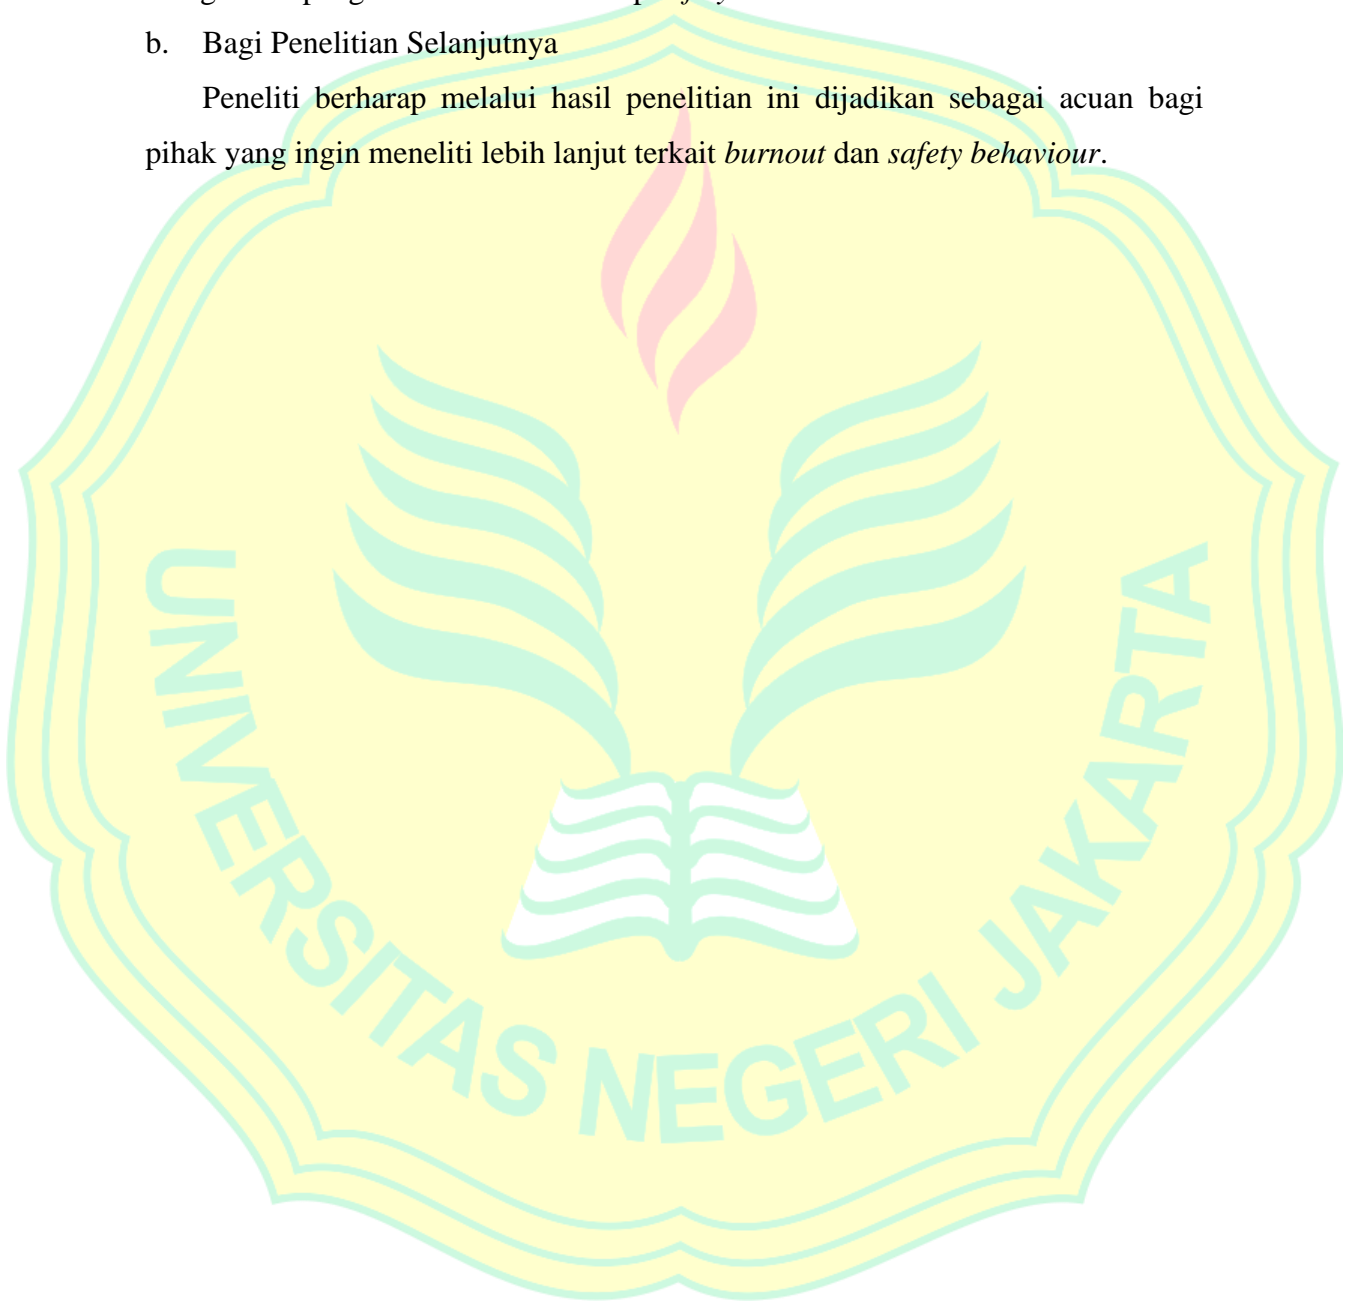 b. Bagi Penelitian Selanjutnya
Peneliti berharap melalui hasil penelitian ini dijadikan sebagai acuan bagi
pihak yang ingin meneliti lebih lanjut terkait burnout dan safety behaviour.
UNIVERSITAS NEGERI JAKARTA